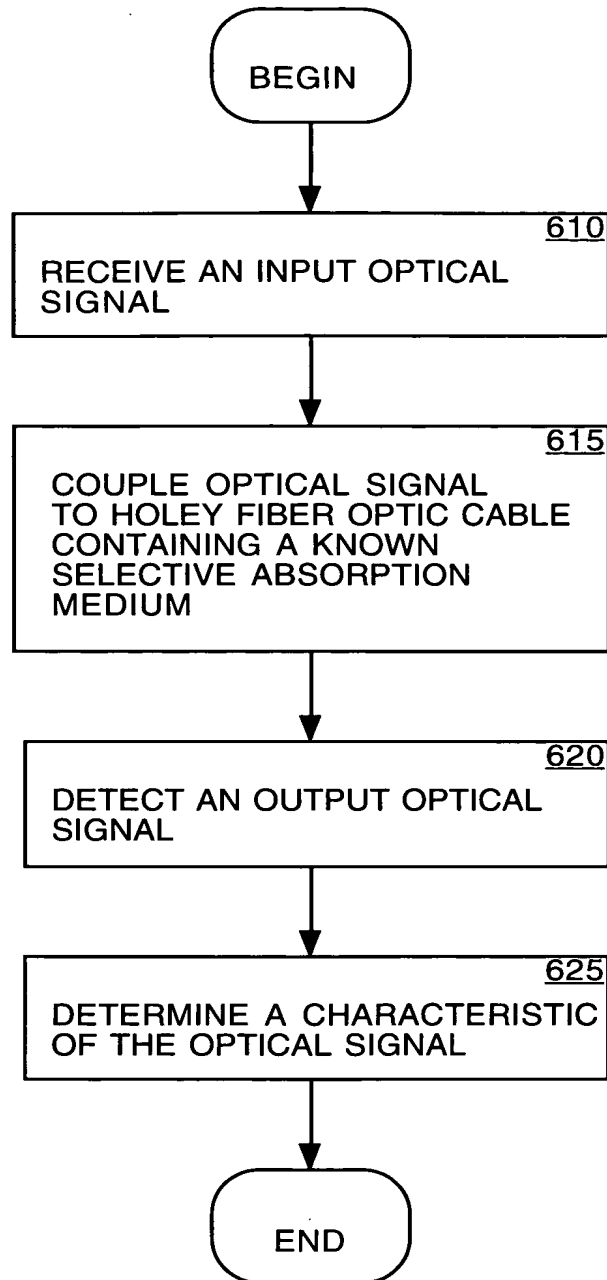 BEGIN
610
RECEIVE AN INPUT OPTICAL
SIGNAL
615
COUPLE OPTICAL SIGNAL
TO HOLEY FIBER OPTIC CABLE
CONTAINING A KNOWN
SELECTIVE ABSORPTION
MEDIUM
620
DETECT AN OUTPUT OPTICAL
SIGNAL
625
DETERMINE A CHARACTERISTIC
OF THE OPTICAL SIGNAL
END